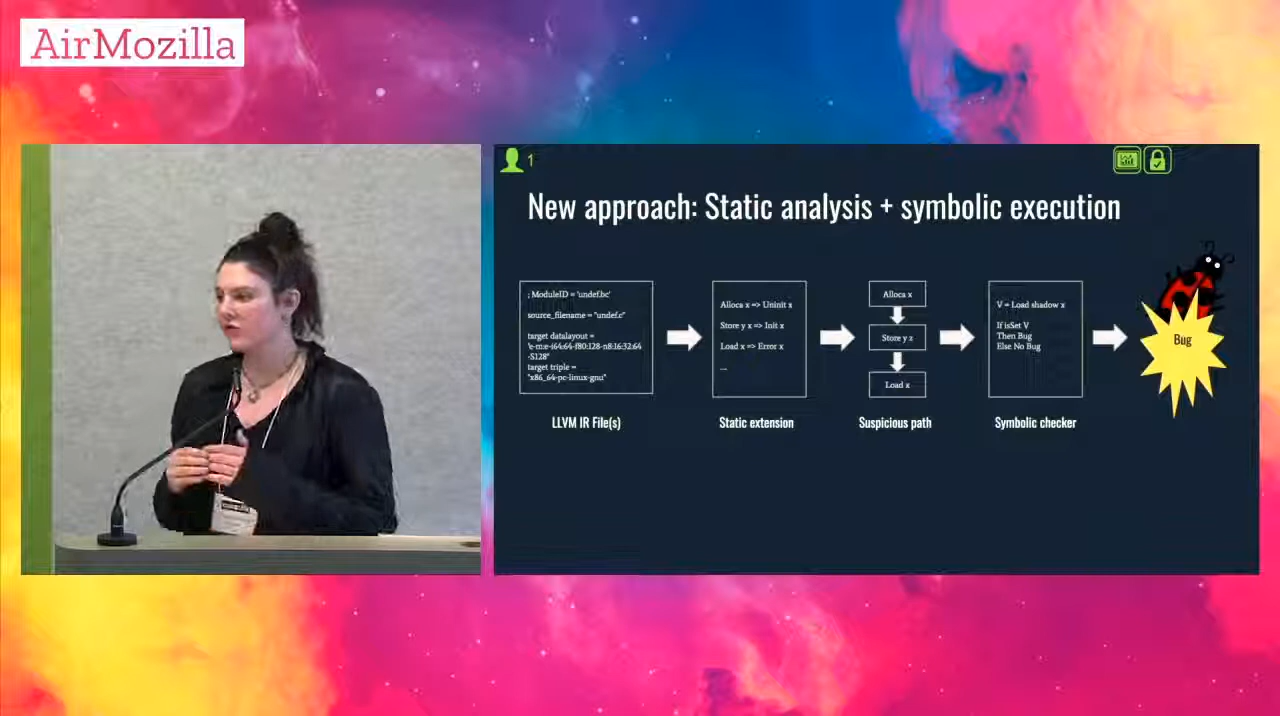 AirMozilla
1
New approach: Static analysis + symbolic execution
; ModuleID = 'undef.bc'
source_filename = "undef.c"
target datalayout =
'e-m:e-i64:64-f80:128-n8:16:32:64
-S128"
target triple =
"x86_64-pc-linux-gnu"
LLVM IR File(s)
Alloca x => Uninit x
Store y x => Init x
Load x => Error x
...
Static extension
Alloca x
Store y z
Load x
Suspicious path
V = Load shadow x
If isSet V
Then Bug
Else No Bug
Symbolic checker
Bug